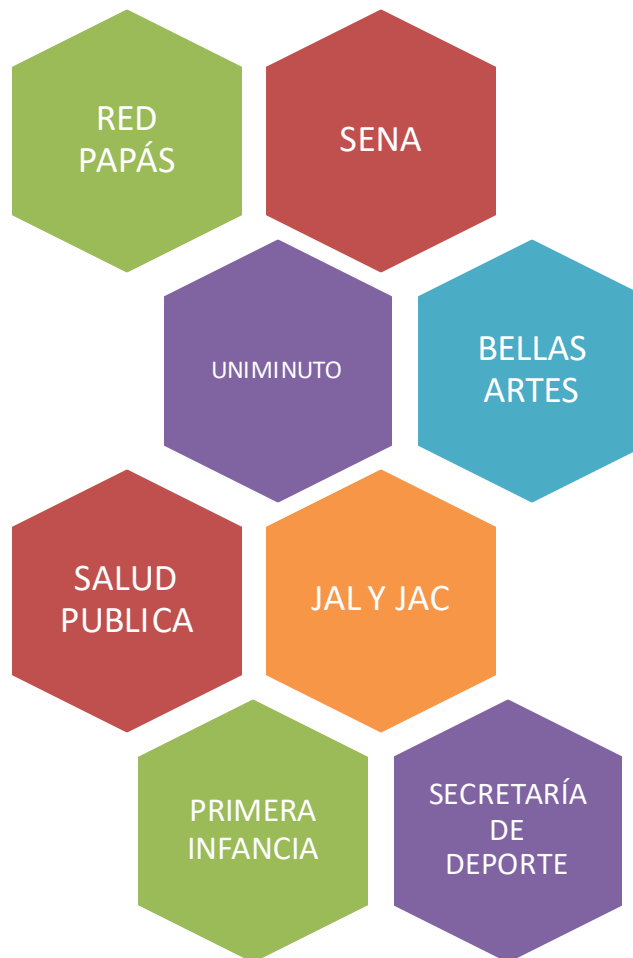 RED
PAPÁS
SENA
UNIMINUTO
BELLAS
ARTES
SALUD
PUBLICA
JAL Y JAC
PRIMERA
INFANCIA
SECRETARÍA
DE
DEPORTE